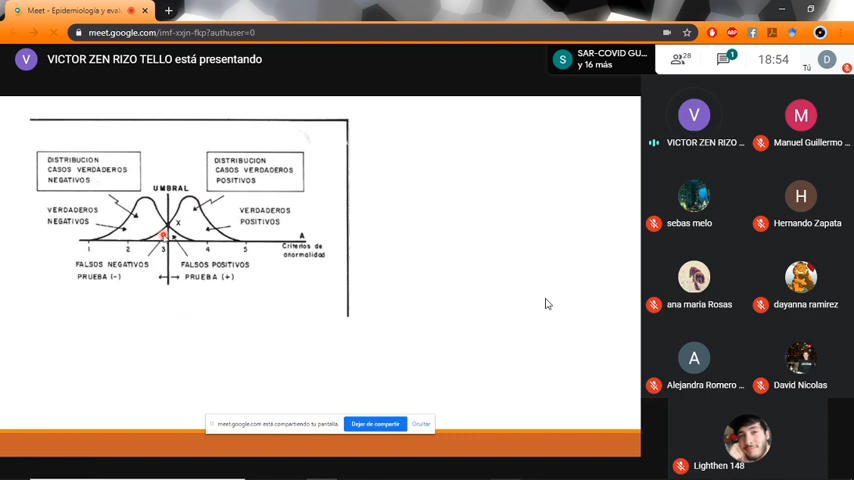 Meet - Epidemiología y eval
meet.google.com/imf-xxjn-fkp?authuser=0
ABP
V
VICTOR ZEN RIZO TELLO está presentando
S
SAR-COVID GU...
y 16 más
28
1
18:54
Tú
D
DISTRIBUCION
CASOS VERDADEROS
NEGATIVOS
DISTRIBUCION
CASOS VERDADEROS
POSITIVOS
UMBRAL
VERDADEROS
NEGATIVOS
X
VERDADEROS
POSITIVOS
A
Criterios de
anormalidad
1 2 3 4 5
FALSOS NEGATIVOS
PRUEBA (-)
FALSOS POSITIVOS
PRUEBA (+)
meet.google.com está compartiendo tu pantalla.
Dejar de compartir
Ocultar
V
VICTOR ZEN RIZO ...
M
Manuel Guillermo ...
sebas melo
H
Hernando Zapata
ana maria Rosas
dayanna ramirez
A
Alejandra Romero ...
David Nicolas
Lighthen 148